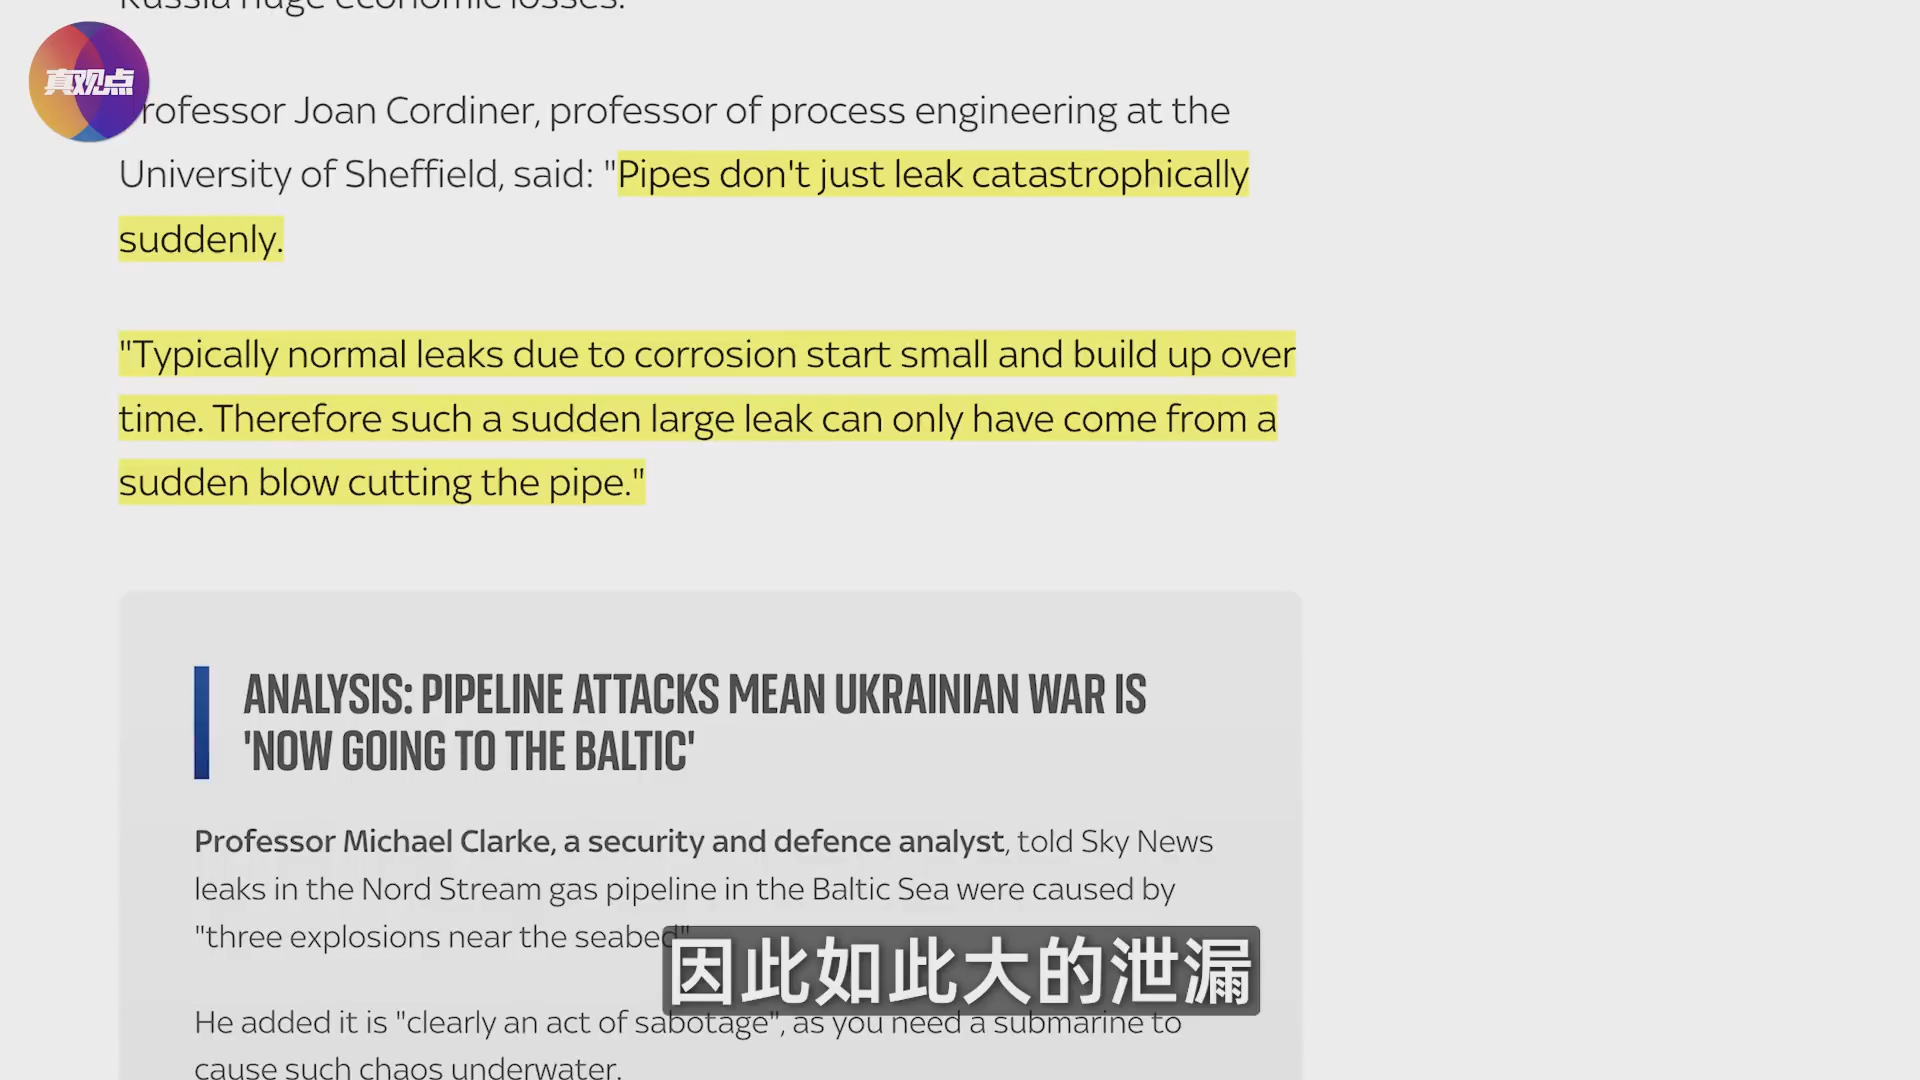 Russia huge economic losses.
真观点
rofessor Joan Cordiner, professor of process engineering at the
University of Sheffield, said: "Pipes don't just leak catastrophically
suddenly.
"Typically normal leaks due to corrosion start small and build up over
time. Therefore such a sudden large leak can only have come from a
sudden blow cutting the pipe."
ANALYSIS: PIPELINE ATTACKS MEAN UKRAINIAN WAR IS
'NOW GOING TO THE BALTIC'
Professor Michael Clarke, a security and defence analyst, told Sky News
leaks in the Nord Stream gas pipeline in the Baltic Sea were caused by
"three explosions near the seabed"
因此如此大的泄漏
He added it is "clearly an act of sabotage", as you need a submarine to
cause such chaos underwater.